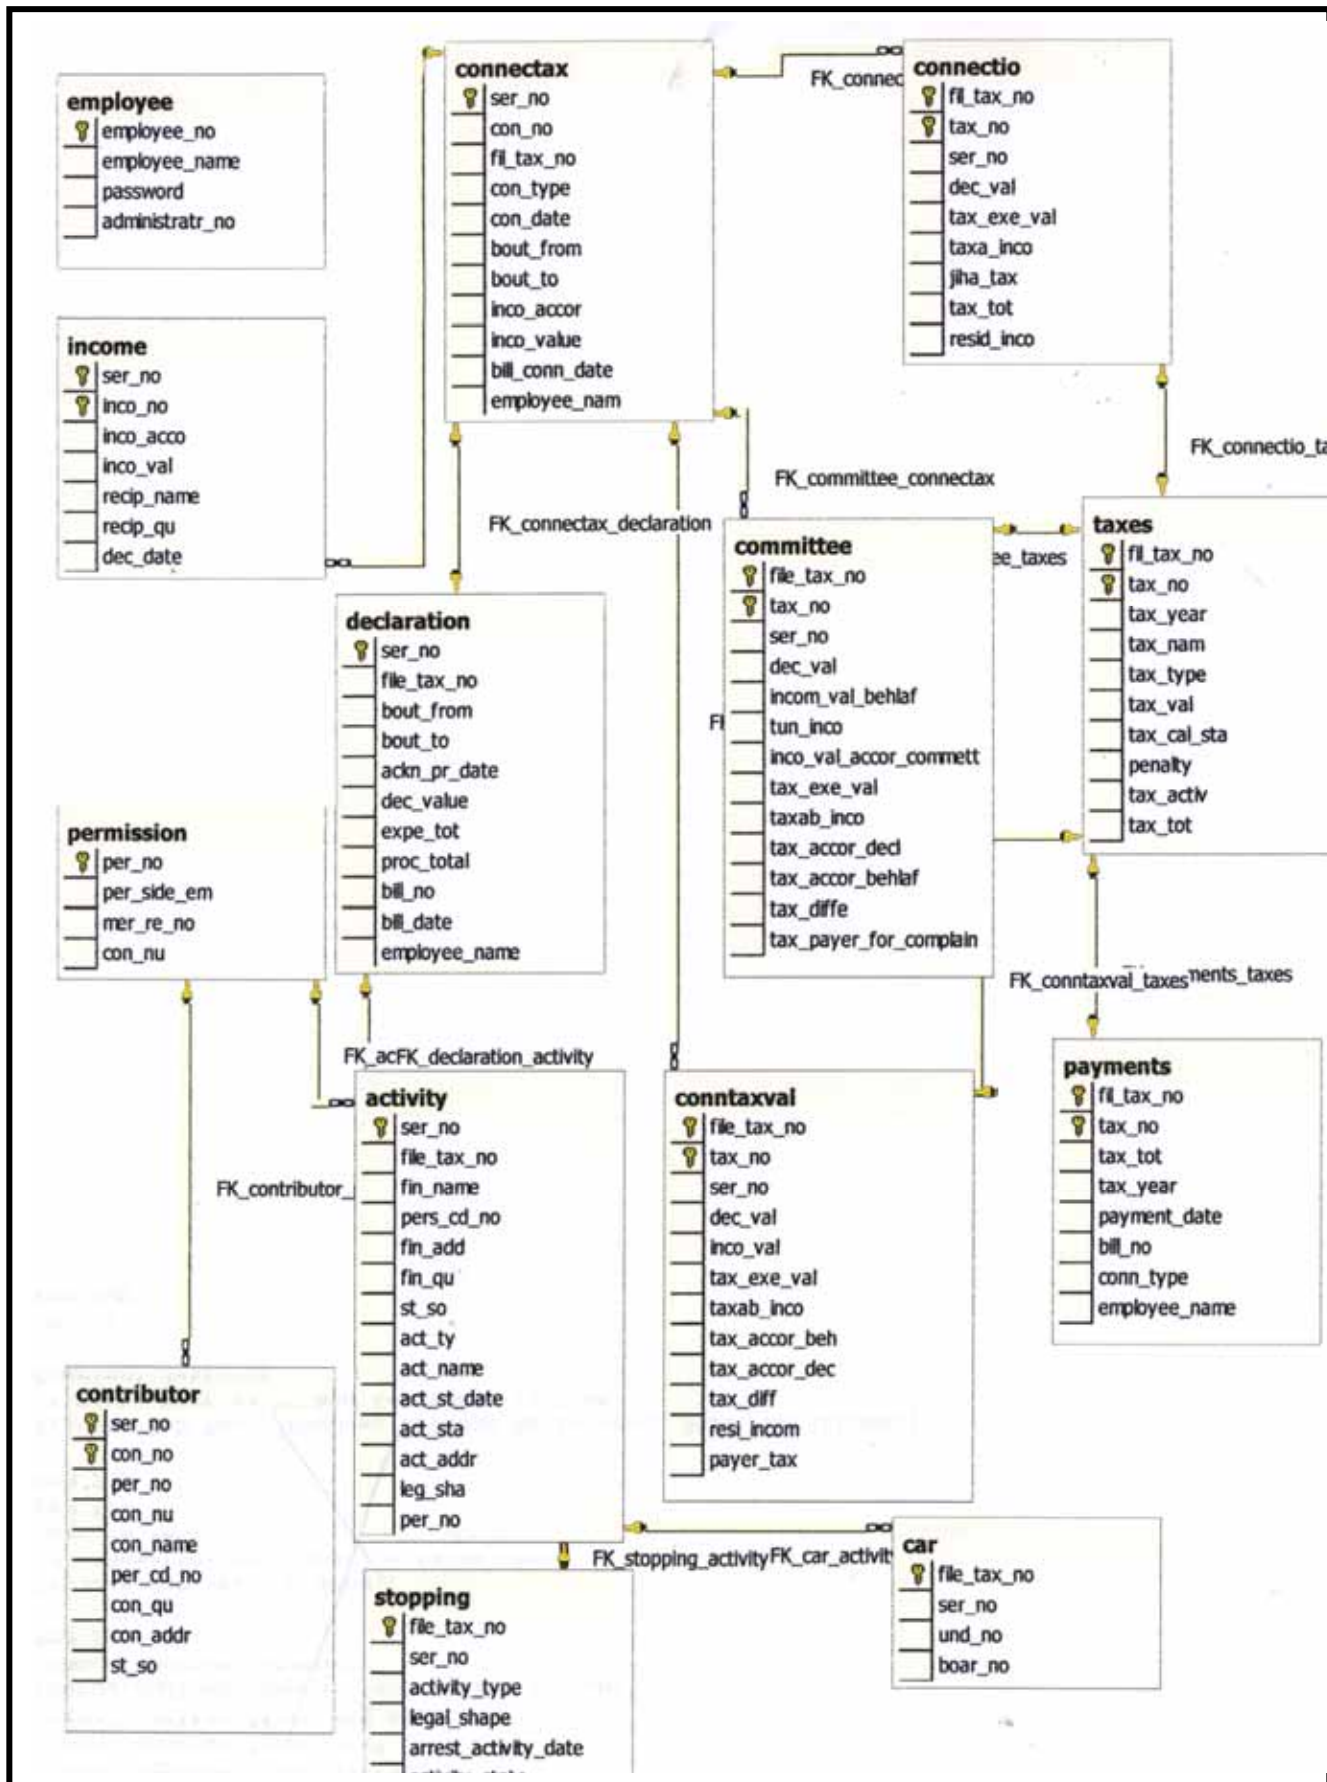 employee
employee_no
employee_name
password
administratr_no
connectax
ser_no
con_no
fil_tax_no
con_type
con_date
bout_from
bout_to
inco_accor
inco_value
bill_conn_date
employee_nam
FK_connec
connectio
fil_tax_no
tax_no
ser_no
dec_val
tax_exe_val
taxa_inco
jiha_tax
tax_tot
resid_inco
income
ser_no
inco_no
inco_acco
inco_val
recip_name
recip_qu
dec_date
FK_connectio_ta
FK_committee_connectax
FK_connectax_declaration
declaration
ser_no
file_tax_no
bout_from
bout_to
ackn_pr_date
dec_value
expe_tot
proc_total
bill_no
bill_date
employee_name
committee
file_tax_no
tax_no
ser_no
dec_val
incom_val_behlaf
tun_inco
inco_val_accor_commett
tax_exe_val
taxab_inco
tax_accor_decl
tax_accor_behlaf
tax_diffe
tax_payer_for_complain
ee_taxes
taxes
fil_tax_no
tax_no
tax_year
tax_nam
tax_type
tax_val
tax_cal_sta
penalty
tax_activ
tax_tot
permission
per_no
per_side_em
mer_re_no
con_nu
FK_conntaxval_taxes
ments_taxes
FK_ac
FK_declaration_activity
FK_contributor_
activity
ser_no
file_tax_no
fin_name
pers_cd_no
fin_add
fin_qu
st_so
act_ty
act_name
act_st_date
act_sta
act_addr
leg_sha
per_no
conntaxval
file_tax_no
tax_no
ser_no
dec_val
inco_val
tax_exe_val
taxab_inco
tax_accor_beh
tax_accor_dec
tax_diff
resi_incom
payer_tax
payments
fil_tax_no
tax_no
tax_tot
tax_year
payment_date
bill_no
conn_type
employee_name
contributor
ser_no
con_no
per_no
con_nu
con_name
per_cd_no
con_qu
con_addr
st_so
FK_stopping_activity
FK_car_activit
stopping
file_tax_no
ser_no
activity_type
legal_shape
arrest_activity_date
car
file_tax_no
ser_no
und_no
boar_no